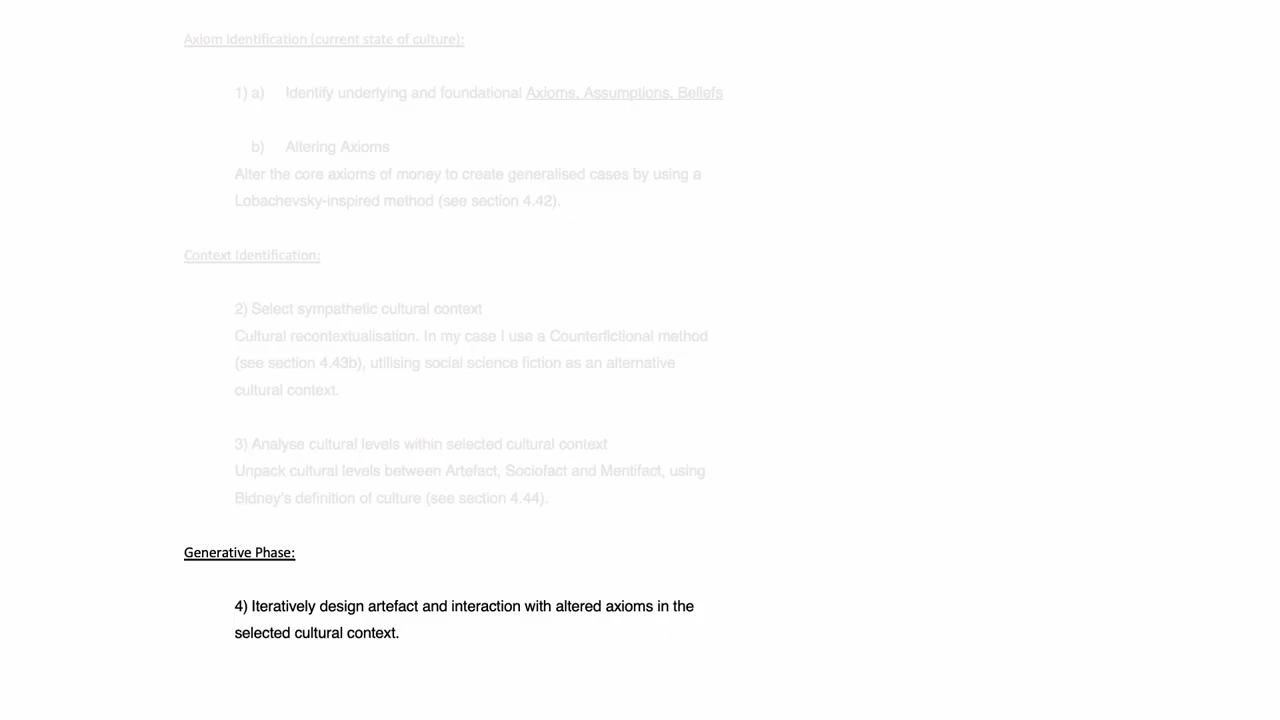 Axiom Identification (current state of culture):
1) a) Identify underlying and foundational Axioms, Assumptions, Beliefs
b) Altering Axioms
Alter the core axioms of money to create generalised cases by using a
Lobachevsky-inspired method (see section 4.42).
Context Identification:
2) Select sympathetic cultural context
Cultural recontextualisation. In my case I use a Counterfictional method
(see section 4.43b), utilising social science fiction as an alternative
cultural context.
3) Analyse cultural levels within selected cultural context
Unpack cultural levels between Artefact, Sociofact and Mentifact, using
Bidney's definition of culture (see section 4.44).
Generative Phase:
4) Iteratively design artefact and interaction with altered axioms in the
selected cultural context.